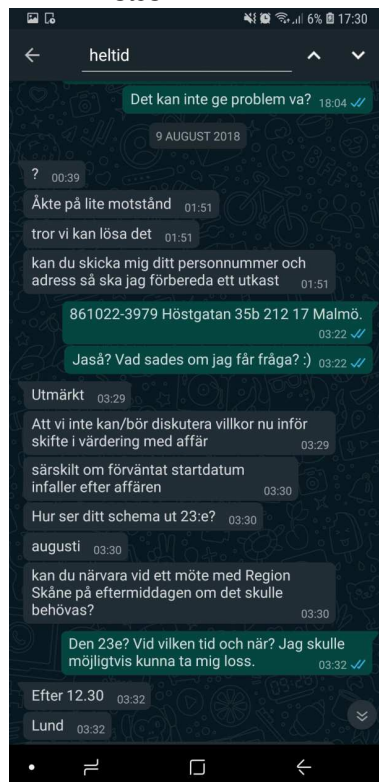 6% 17:30
heltid
Det kan inte ge problem va? 18:04
9 AUGUST 2018
? 00:39
Åkte på lite motstånd 01:51
tror vi kan lösa det 01:51
kan du skicka mig ditt personnummer och
adress så ska jag förbereda ett utkast 01:51
861022-3979 Höstgatan 35b 212 17 Malmö.
03:22
Jaså? Vad sades om jag får fråga? :) 03:22
Utmärkt 03:29
Att vi inte kan/bör diskutera villkor nu inför
skifte i värdering med affär 03:29
särskilt om förväntat startdatum
infaller efter affären 03:30
Hur ser ditt schema ut 23:e? 03:30
augusti 03:30
kan du närvara vid ett möte med Region
Skåne på eftermiddagen om det skulle
behövas? 03:30
Den 23e? Vid vilken tid och när? Jag skulle
möjligtvis kunna ta mig loss. 03:32
Efter 12.30 03:32
Lund 03:32